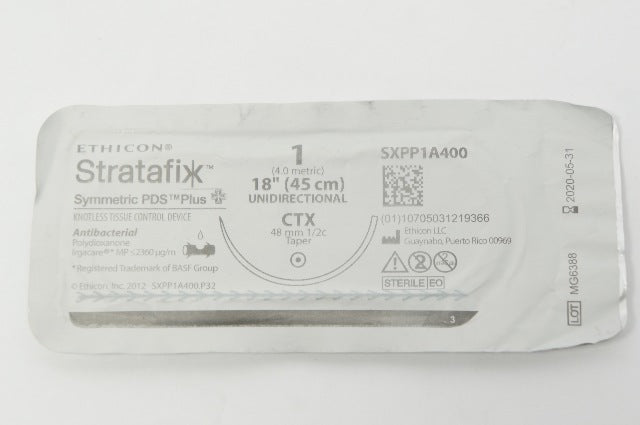 ETHICON®
Stratafix™
Symmetric PDS™Plus
KNOTLESS TISSUE CONTROL DEVICE
Antibacterial
Polydioxanone
Irgacare®* MP ≤2360 µg/m
*Registered Trademark of BASF Group
© Ethicon, Inc. 2012 SXPP1A400.P32
1
(4.0 metric)
18" (45 cm)
UNIDIRECTIONAL
CTX
48 mm 1/2c
Taper
SXPP1A400
(01)10705031219366
Ethicon LLC
Guaynabo, Puerto Rico 00969
STERILE EO
3
2020-05-31
LOT MG6388